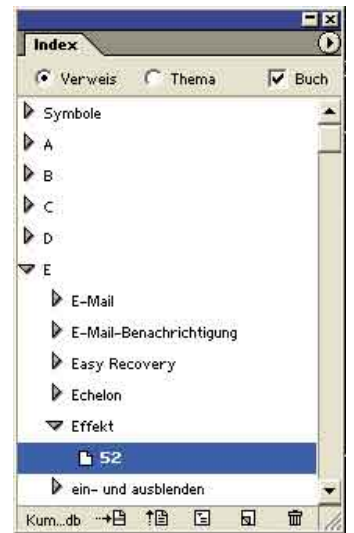 Index
Verweis Thema Buch
Symbole
A
B
C
D
E
E-Mail
E-Mail-Benachrichtigung
Easy Recovery
Echelon
Effekt
52
ein- und ausblenden
Kum...db